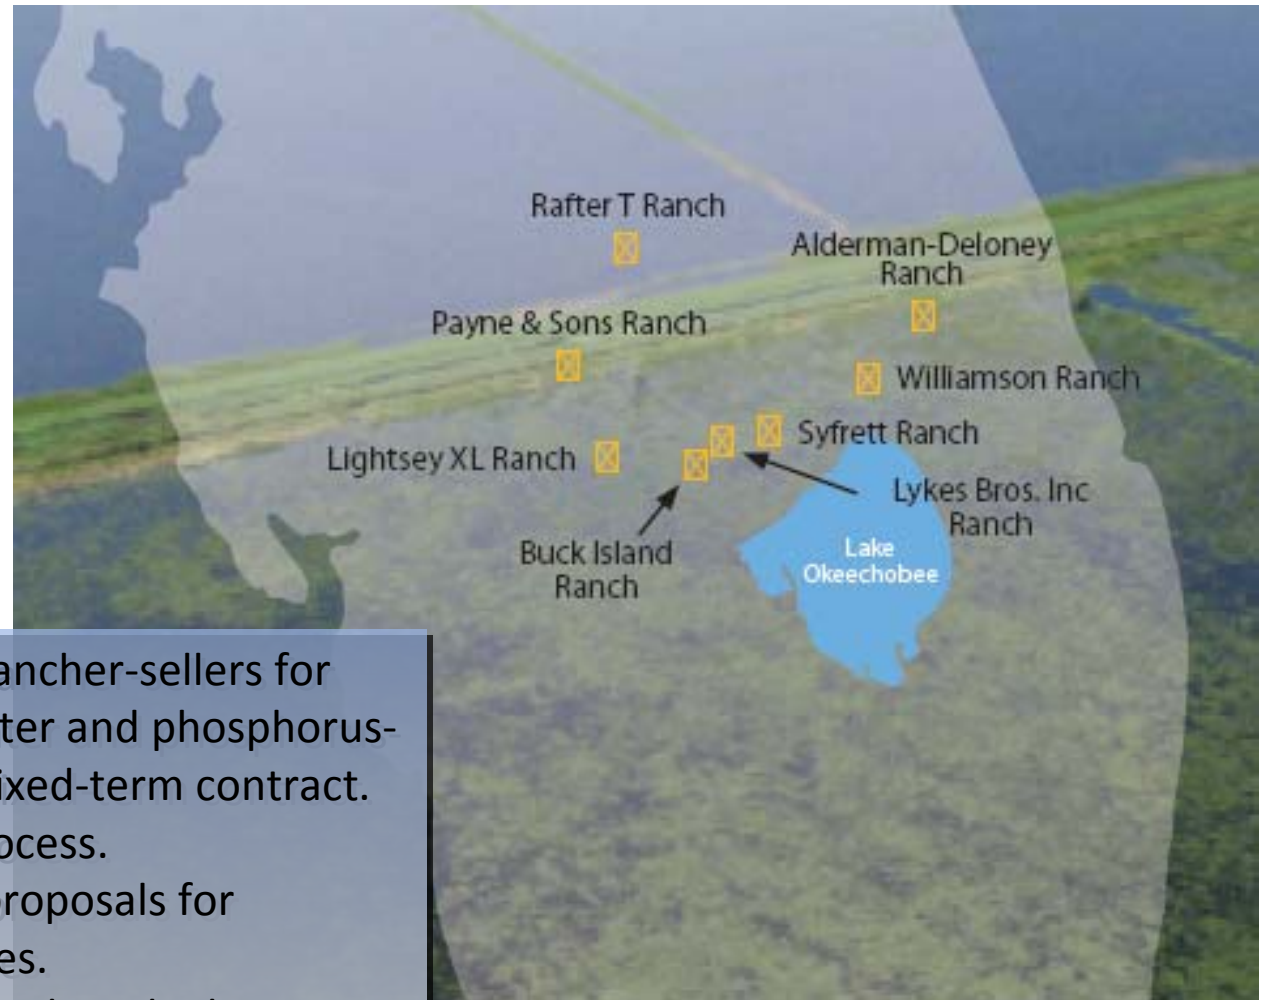 Rafter T Ranch
Alderman-Deloney
Ranch
Payne & Sons Ranch
Williamson Ranch
Syfrett Ranch
Lightsey XL Ranch
Lykes Bros. Inc
Ranch
Buck Island
Ranch
Lake
Okeechobee
ancher-sellers for
ter and phosphorus-
ixed-term contract.
ocess.
proposals for
es.